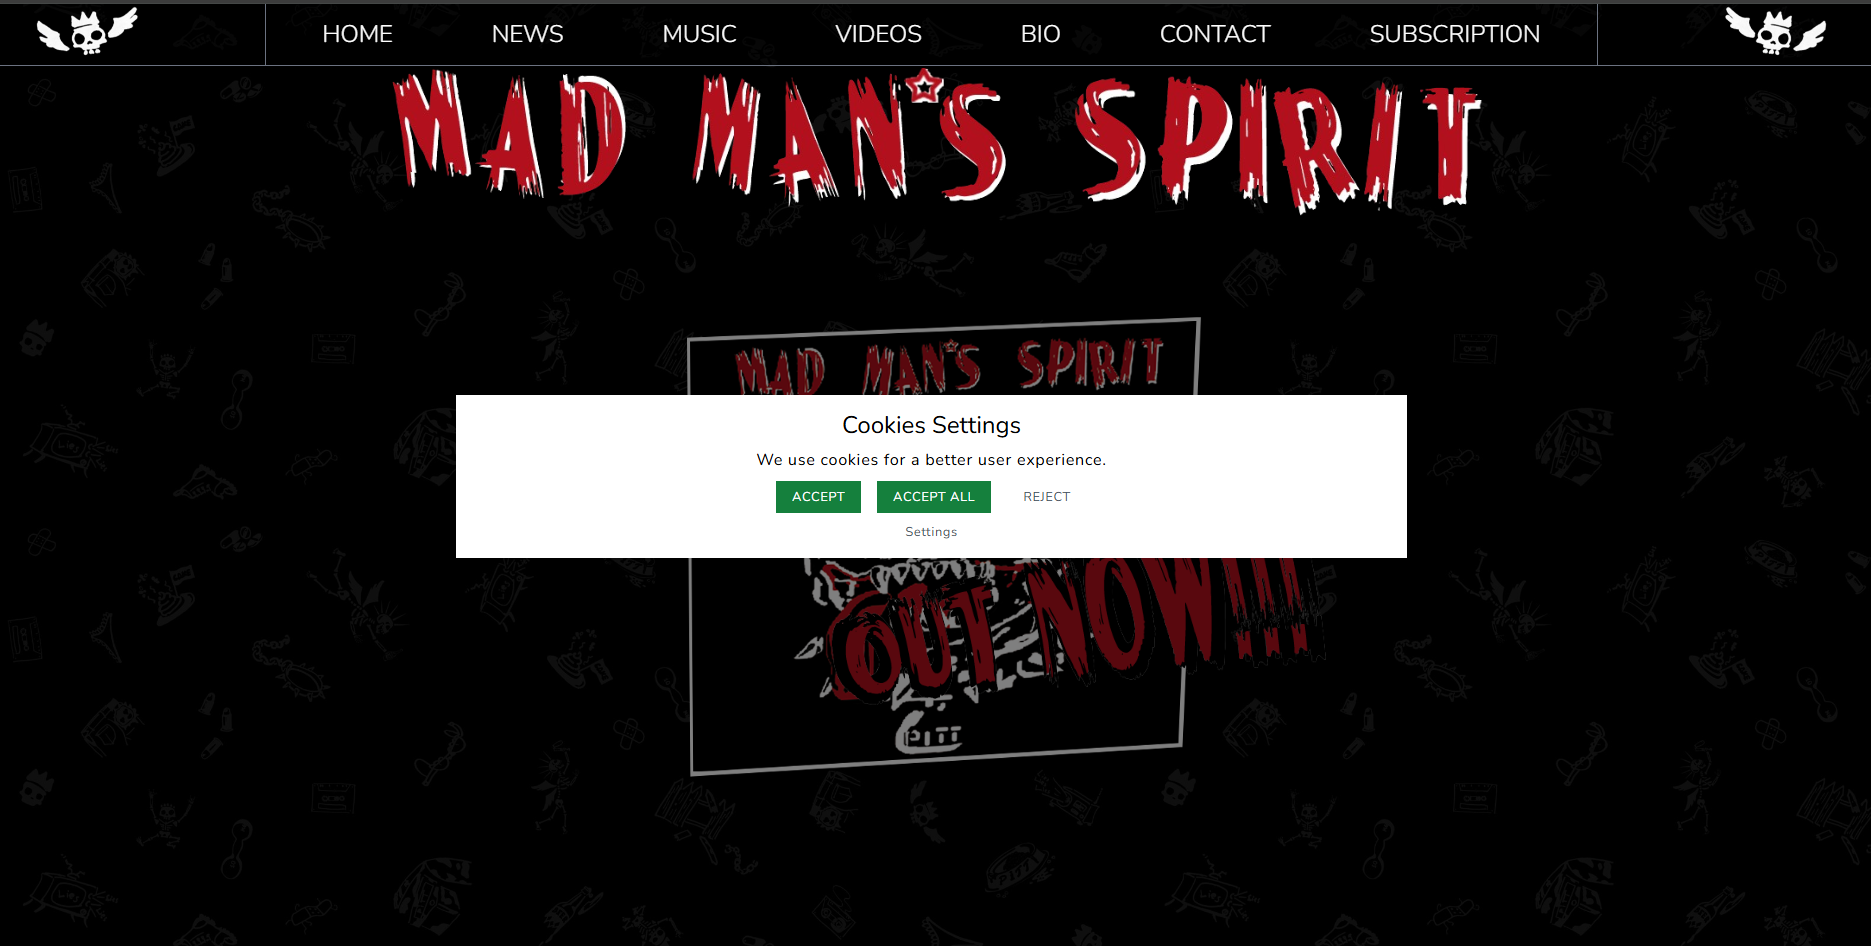 HOME NEWS MUSIC VIDEOS BIO CONTACT SUBSCRIPTION
MAD MAN'S SPIRIT
MAD MAN'S SPIRIT
Cookies Settings
We use cookies for a better user experience.
ACCEPT ACCEPT ALL REJECT
Settings
OUT NOW!!!